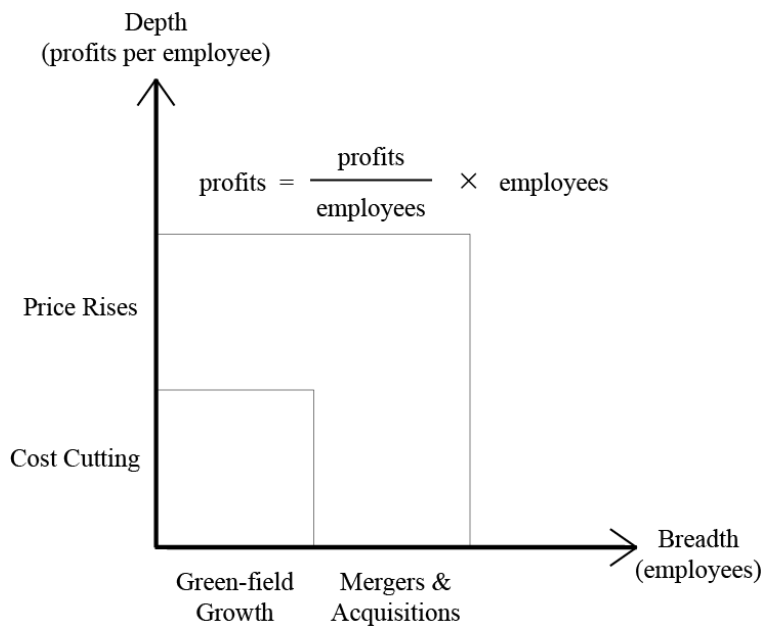 Depth
(profits per employee)
profits = profits / employees × employees
Price Rises
Cost Cutting
Breadth
(employees)
Green-field
Growth
Mergers &
Acquisitions